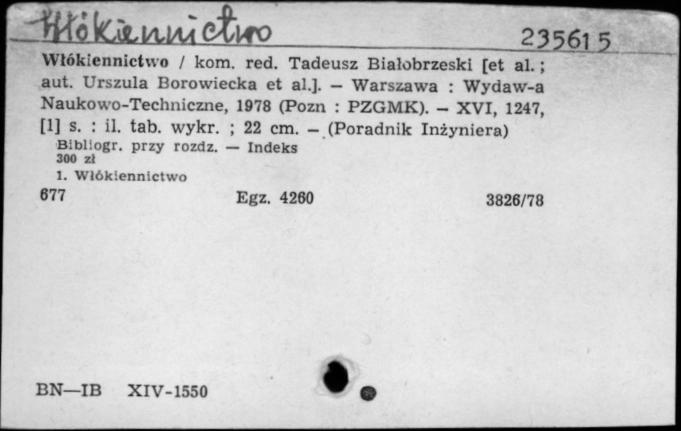 Włókiennictwo
235615
Włókiennictwo / kom. red. Tadeusz Białobrzeski [et al. ;
aut. Urszula Borowiecka et al.]. — Warszawa : Wydaw-a
Naukowo-Techniczne, 1978 (Pozn : PZGMK). — XVI, 1247,
[1] s. : il. tab. wykr. ; 22 cm. — (Poradnik Inżyniera)
Bibliogr. przy rozdz. — Indeks
300 zł
1. Włókiennictwo
677 Egz. 4260 3826/78
BN—IB XIV-1550